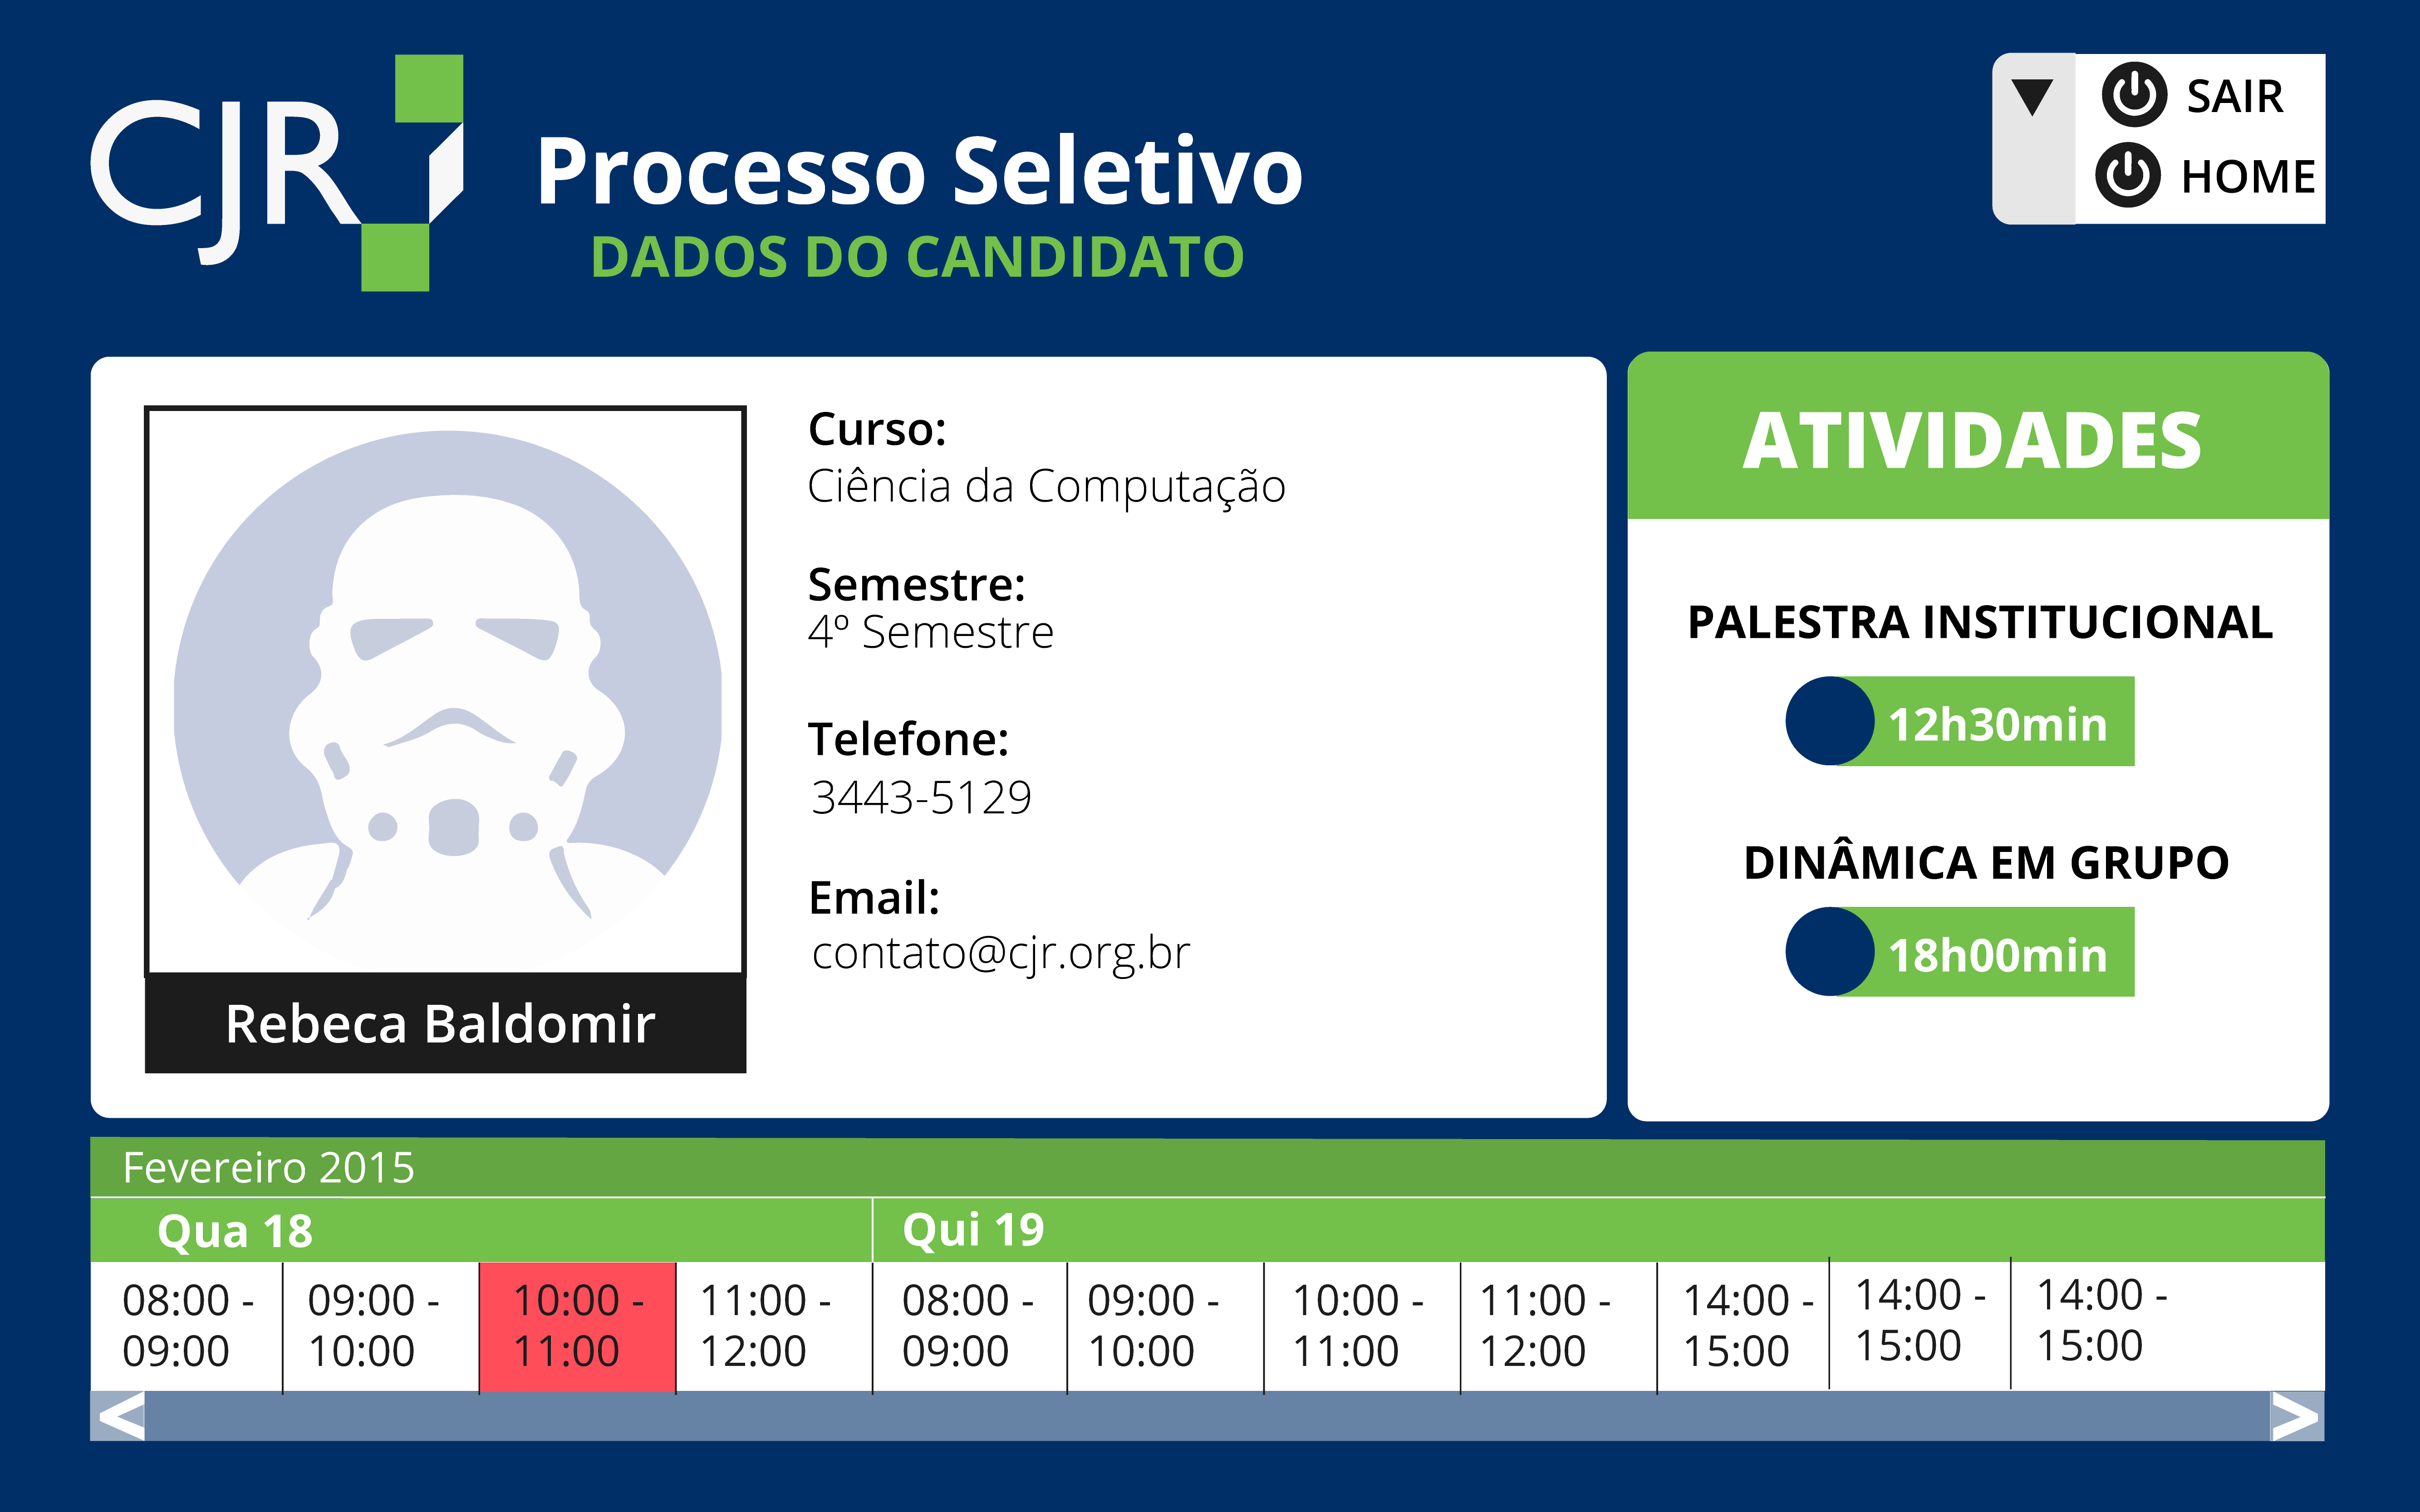 CJR
Processo Seletivo
DADOS DO CANDIDATO
SAIR
HOME
Curso:
Ciência da Computação
Semestre:
4º Semestre
Telefone:
3443-5129
Email:
contato@cjr.org.br
Rebeca Baldomir
ATIVIDADES
PALESTRA INSTITUCIONAL
12h30min
DINÂMICA EM GRUPO
18h00min
Fevereiro 2015
Qua 18 Qui 19
08:00 - 09:00 - 10:00 - 11:00 - 08:00 - 09:00 - 10:00 - 11:00 - 14:00 - 14:00 - 14:00 -
09:00 10:00 11:00 12:00 09:00 10:00 11:00 12:00 15:00 15:00 15:00
< >